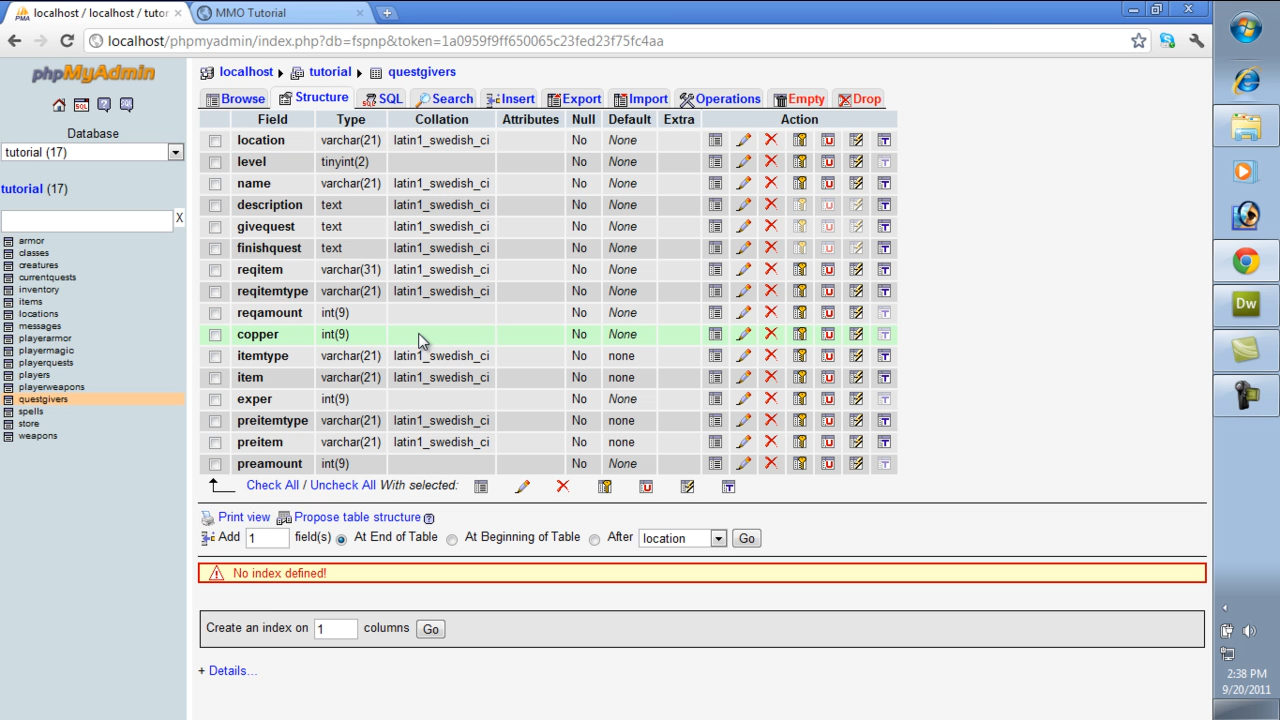 localhost / localhost / tutor
MMO Tutorial
localhost/phpmyadmin/index.php?db=fspnp&token=1a0959f9ff650065c23fed23f75fc4aa
phpMyAdmin
SQL
Database
tutorial (17)
tutorial (17)
X
armor
classes
creatures
currentquests
inventory
items
locations
messages
playerarmor
playermagic
playerquests
players
playerweapons
questgivers
spells
store
weapons
localhost tutorial questgivers
Browse Structure SQL Search Insert Export Import Operations Empty Drop
Field Type Collation Attributes Null Default Extra Action
location varchar(21) latin1_swedish_ci No None
level tinyint(2) No None
name varchar(21) latin1_swedish_ci No None
description text latin1_swedish_ci No None
givequest text latin1_swedish_ci No None
finishquest text latin1_swedish_ci No None
reqitem varchar(31) latin1_swedish_ci No None
reqitemtype varchar(21) latin1_swedish_ci No None
reqamount int(9) No None
copper int(9) No None
itemtype varchar(21) latin1_swedish_ci No none
item varchar(21) latin1_swedish_ci No none
exper int(9) No None
preitemtype varchar(21) latin1_swedish_ci No none
preitem varchar(21) latin1_swedish_ci No none
preamount int(9) No None
Check All / Uncheck All With selected:
Print view Propose table structure
Add 1 field(s) At End of Table At Beginning of Table After location Go
No index defined!
Create an index on 1 columns Go
+ Details...
Dw
2:38 PM
9/20/2011